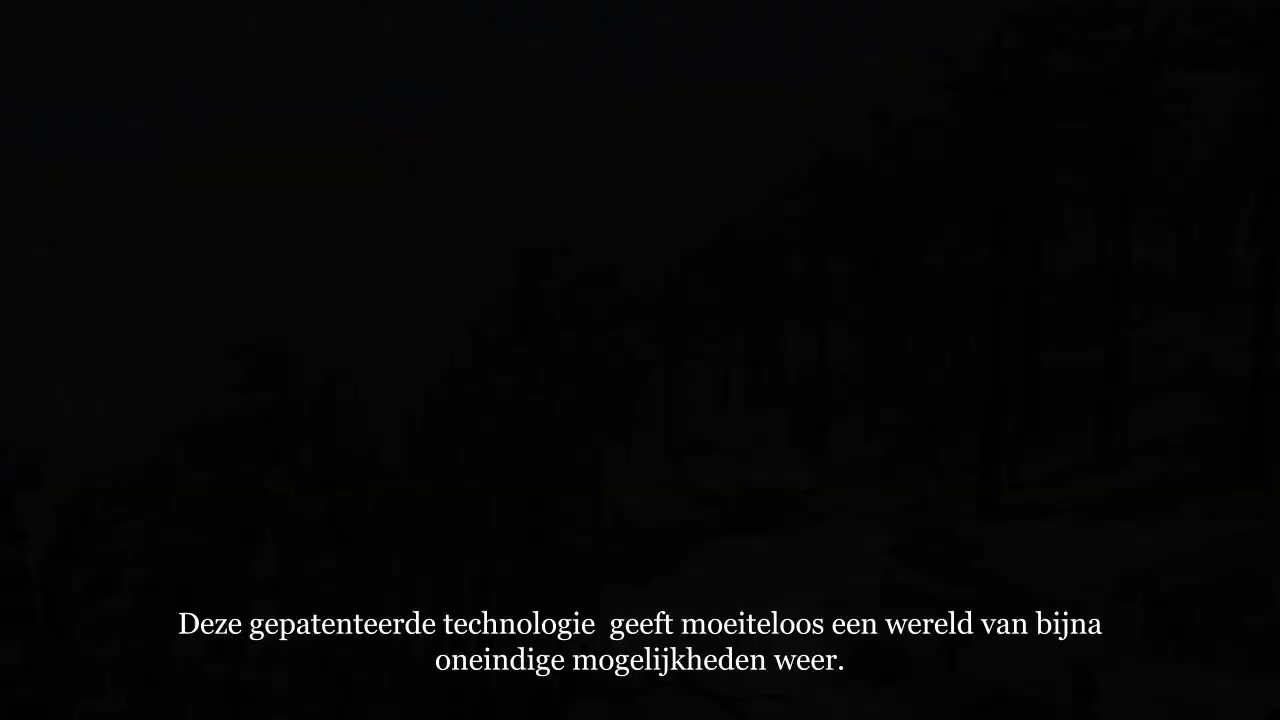 Deze gepatenteerde technologie  geeft moeiteloos een wereld van bijna
oneindige mogelijkheden weer.